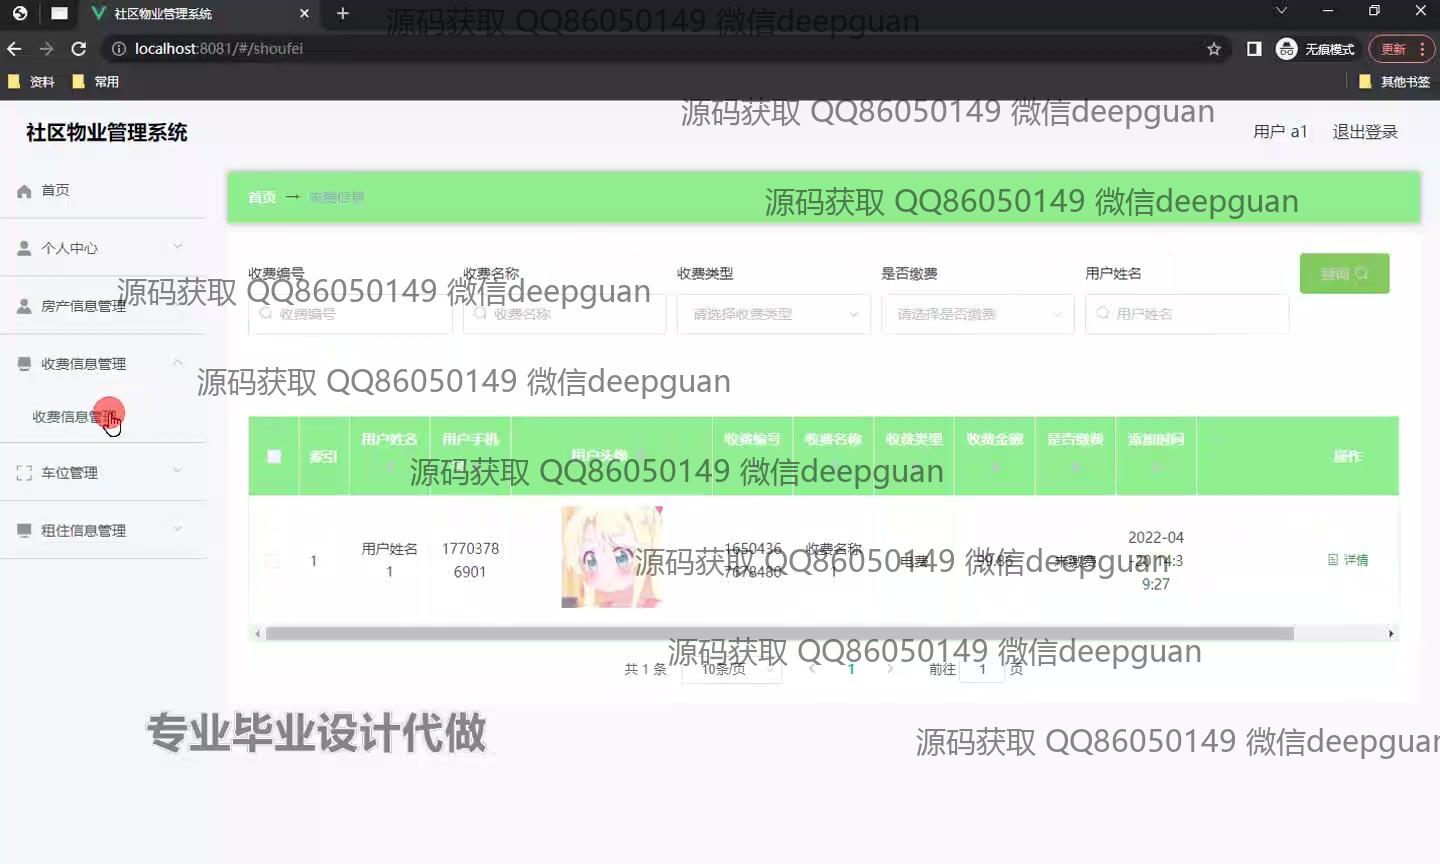 社区物业管理系统
源码获取 QQ86050149 微信deepguan
localhost:8081/#/shoufei
无痕模式
更新
资料
常用
其他书签
源码获取 QQ86050149 微信deepguan
社区物业管理系统
用户 a1
退出登录
首页
首页 →
源码获取 QQ86050149 微信deepguan
个人中心
收费编号
收费名称
收费类型
是否缴费
用户姓名
查询
源码获取 QQ86050149 微信deepguan
房产信息管理
收费编号
收费名称
请选择收费类型
请选择是否缴费
用户姓名
收费信息管理
源码获取 QQ86050149 微信deepguan
收费信息管理
索引
用户姓名
用户手机
用户头像
收费编号
收费名称
收费类型
收费金额
是否缴费
添加时间
操作
源码获取 QQ86050149 微信deepguan
车位管理
租住信息管理
1
用户姓名
1
1770378
6901
1650436
7678480
收费名称
1
电费
未缴费
2022-04
-20 14:3
9:27
详情
源码获取 QQ86050149 微信deepguan
源码获取 QQ86050149 微信deepguan
共 1 条
10条/页
1
前往
1
页
专业毕业设计代做
源码获取 QQ86050149 微信deepguan